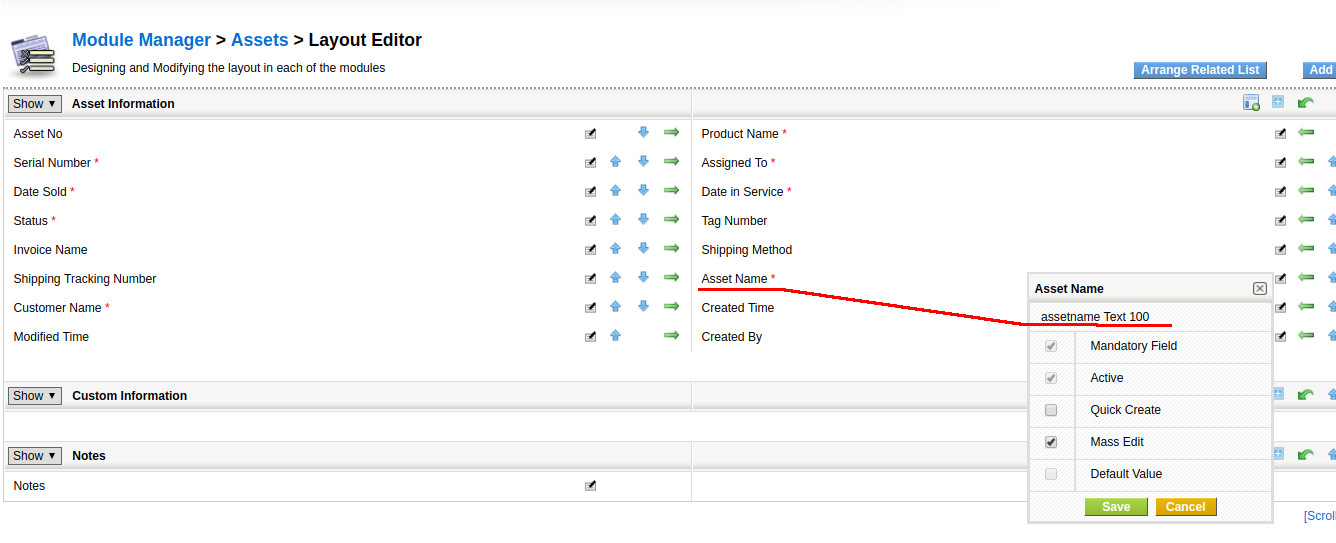 Module Manager > Assets > Layout Editor
Designing and Modifying the layout in each of the modules
Arrange Related List
Add
Show ▼ Asset Information
Asset No
Product Name *
Serial Number *
Assigned To *
Date Sold *
Date in Service *
Status *
Tag Number
Invoice Name
Shipping Method
Shipping Tracking Number
Asset Name *
Customer Name *
Created Time
Modified Time
Created By
Asset Name
assetname Text 100
Mandatory Field
Active
Quick Create
Mass Edit
Default Value
Save Cancel
Show ▼ Custom Information
Show ▼ Notes
Notes
[Scroll